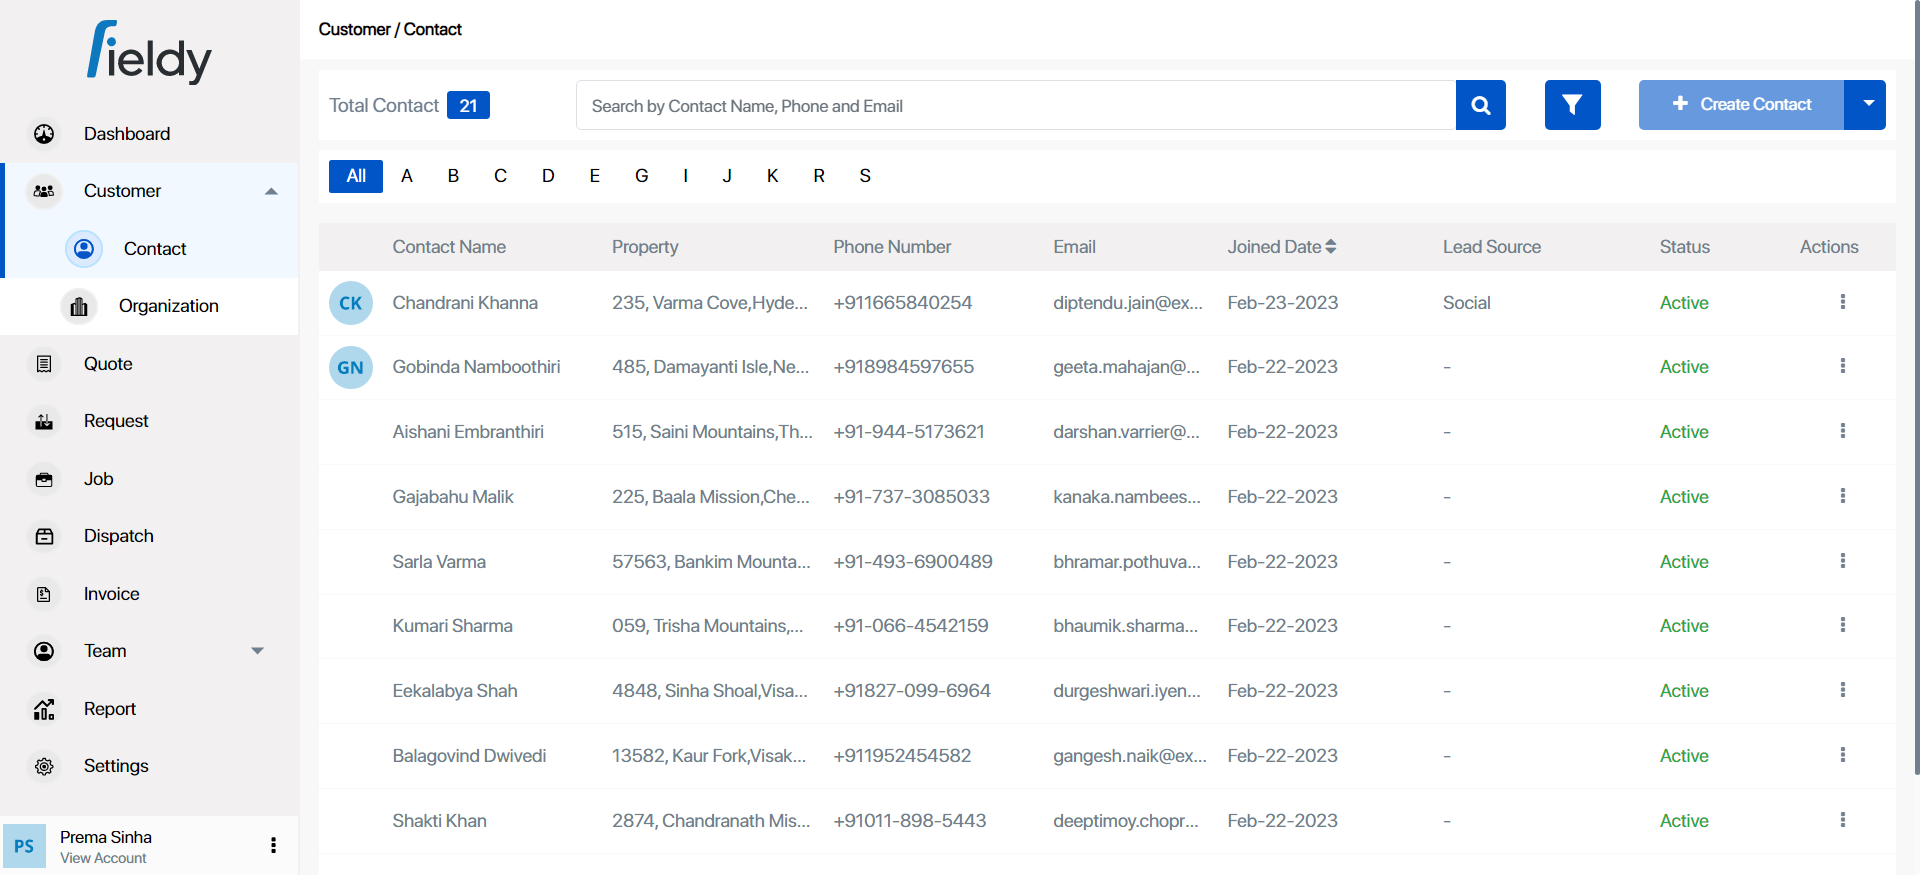 fieldy
Dashboard
Customer
Contact
Organization
Quote
Request
Job
Dispatch
Invoice
Team
Report
Settings
PS
Prema Sinha
View Account
Customer / Contact
Total Contact 21
Search by Contact Name, Phone and Email
Create Contact
All A B C D E G I J K R S
Contact Name Property Phone Number Email Joined Date Lead Source Status Actions
CK Chandrani Khanna 235, Varma Cove,Hyde... +911665840254 diptendu.jain@ex... Feb-23-2023 Social Active
GN Gobinda Namboothiri 485, Damayanti Isle,Ne... +918984597655 geeta.mahajan@... Feb-22-2023 - Active
Aishani Embranthiri 515, Saini Mountains,Th... +91-944-5173621 darshan.varrier@... Feb-22-2023 - Active
Gajabahu Malik 225, Baala Mission,Che... +91-737-3085033 kanaka.nambees... Feb-22-2023 - Active
Sarla Varma 57563, Bankim Mounta... +91-493-6900489 bhramar.pothuva... Feb-22-2023 - Active
Kumari Sharma 059, Trisha Mountains,... +91-066-4542159 bhaumik.sharma... Feb-22-2023 - Active
Eekalabya Shah 4848, Sinha Shoal,Visa... +91827-099-6964 durgeshwari.iyen... Feb-22-2023 - Active
Balagovind Dwivedi 13582, Kaur Fork,Visak... +911952454582 gangesh.naik@ex... Feb-22-2023 - Active
Shakti Khan 2874, Chandranath Mis... +91011-898-5443 deeptimoy.chopr... Feb-22-2023 - Active